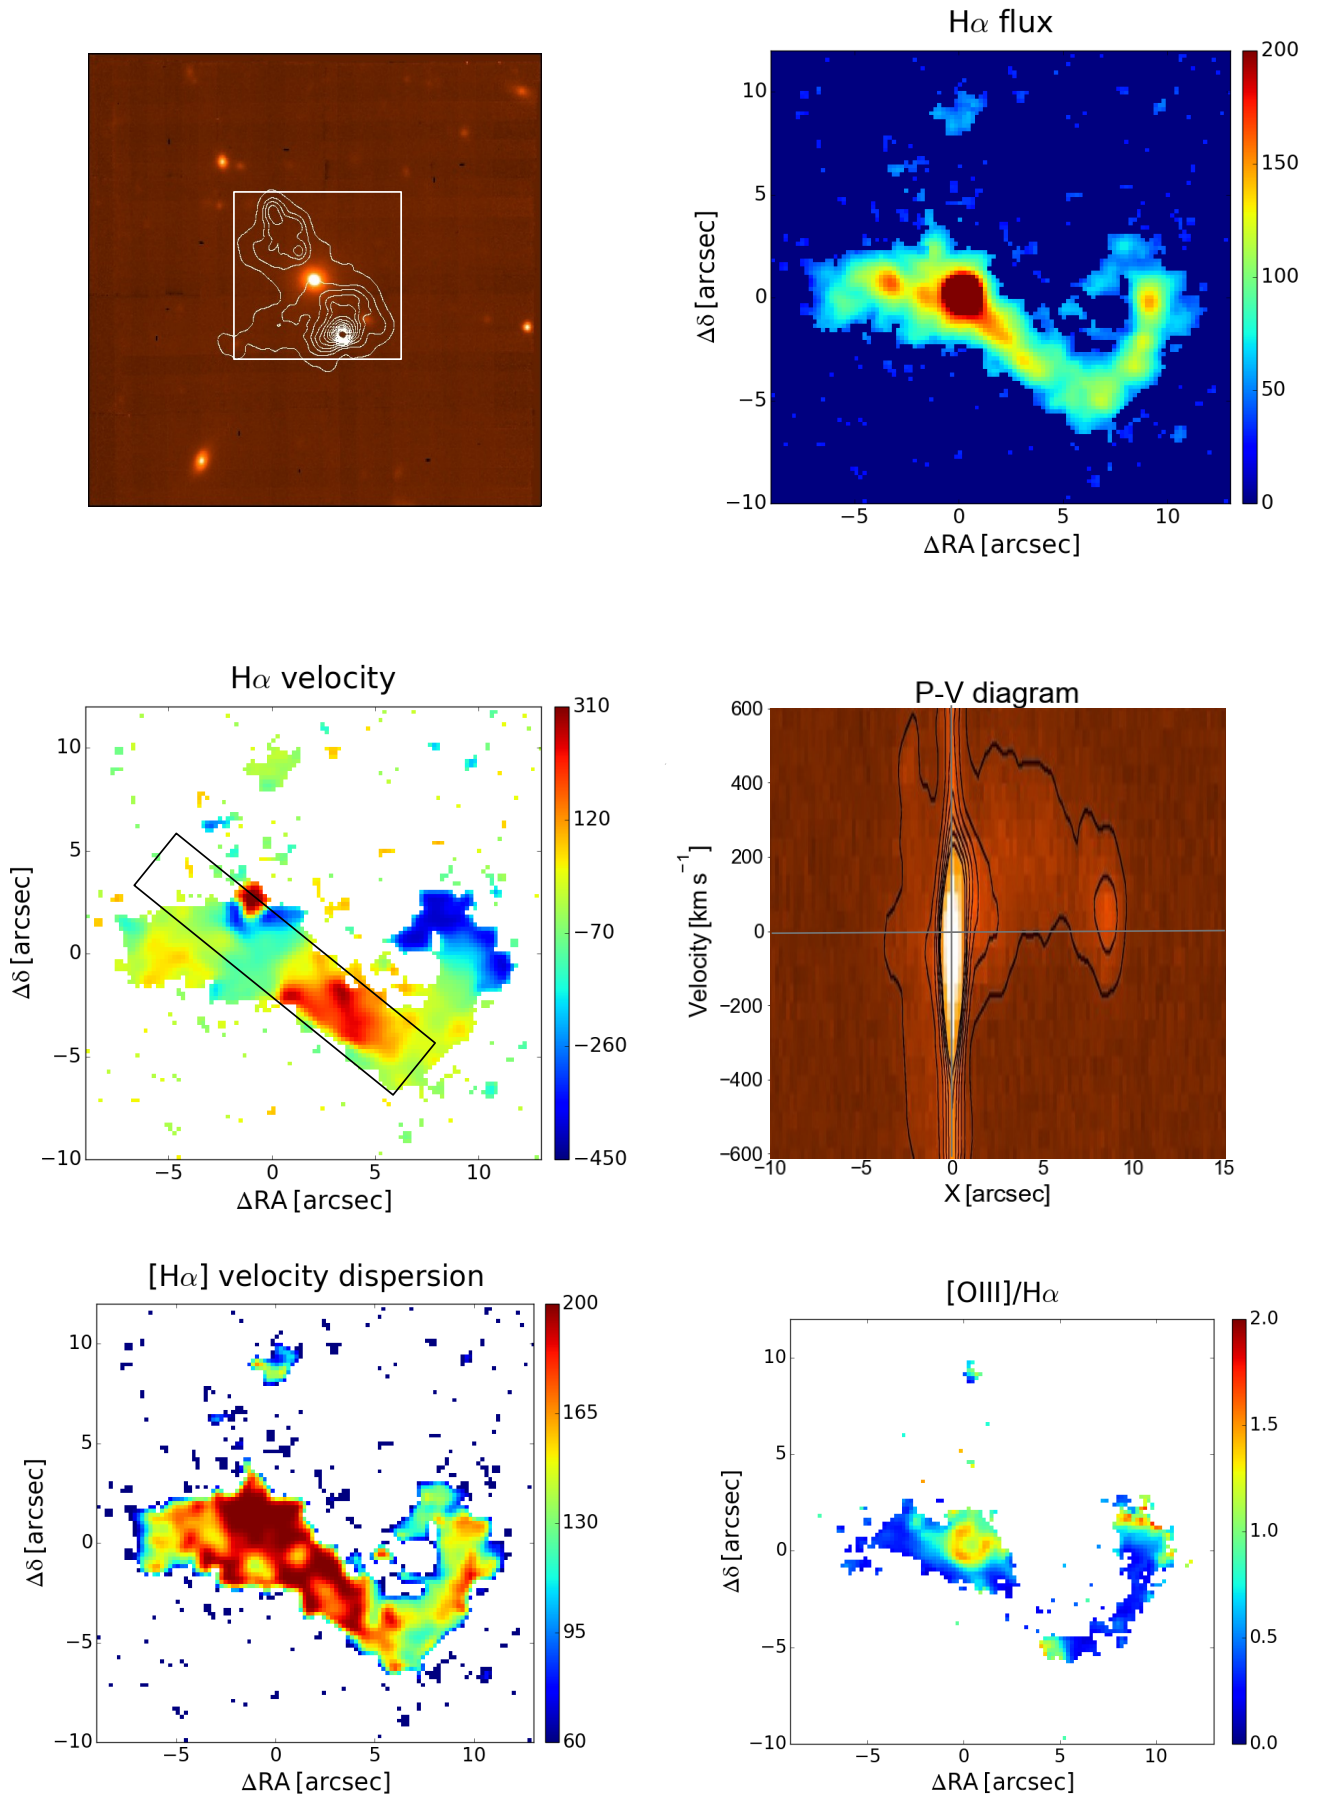 Hα flux
200
150
100
50
0
10
5
0
−5
−10
Δδ [arcsec]
−5 0 5 10
ΔRA [arcsec]
Hα velocity
310
120
−70
−260
−450
10
5
0
−5
−10
Δδ [arcsec]
−5 0 5 10
ΔRA [arcsec]
P-V diagram
600
400
200
0
−200
−400
−600
Velocity [km s⁻¹]
−10 −5 0 5 10 15
X [arcsec]
[Hα] velocity dispersion
200
165
130
95
60
10
5
0
−5
−10
Δδ [arcsec]
−5 0 5 10
ΔRA [arcsec]
[OIII]/Hα
2.0
1.5
1.0
0.5
0.0
10
5
0
−5
−10
Δδ [arcsec]
−5 0 5 10
ΔRA [arcsec]